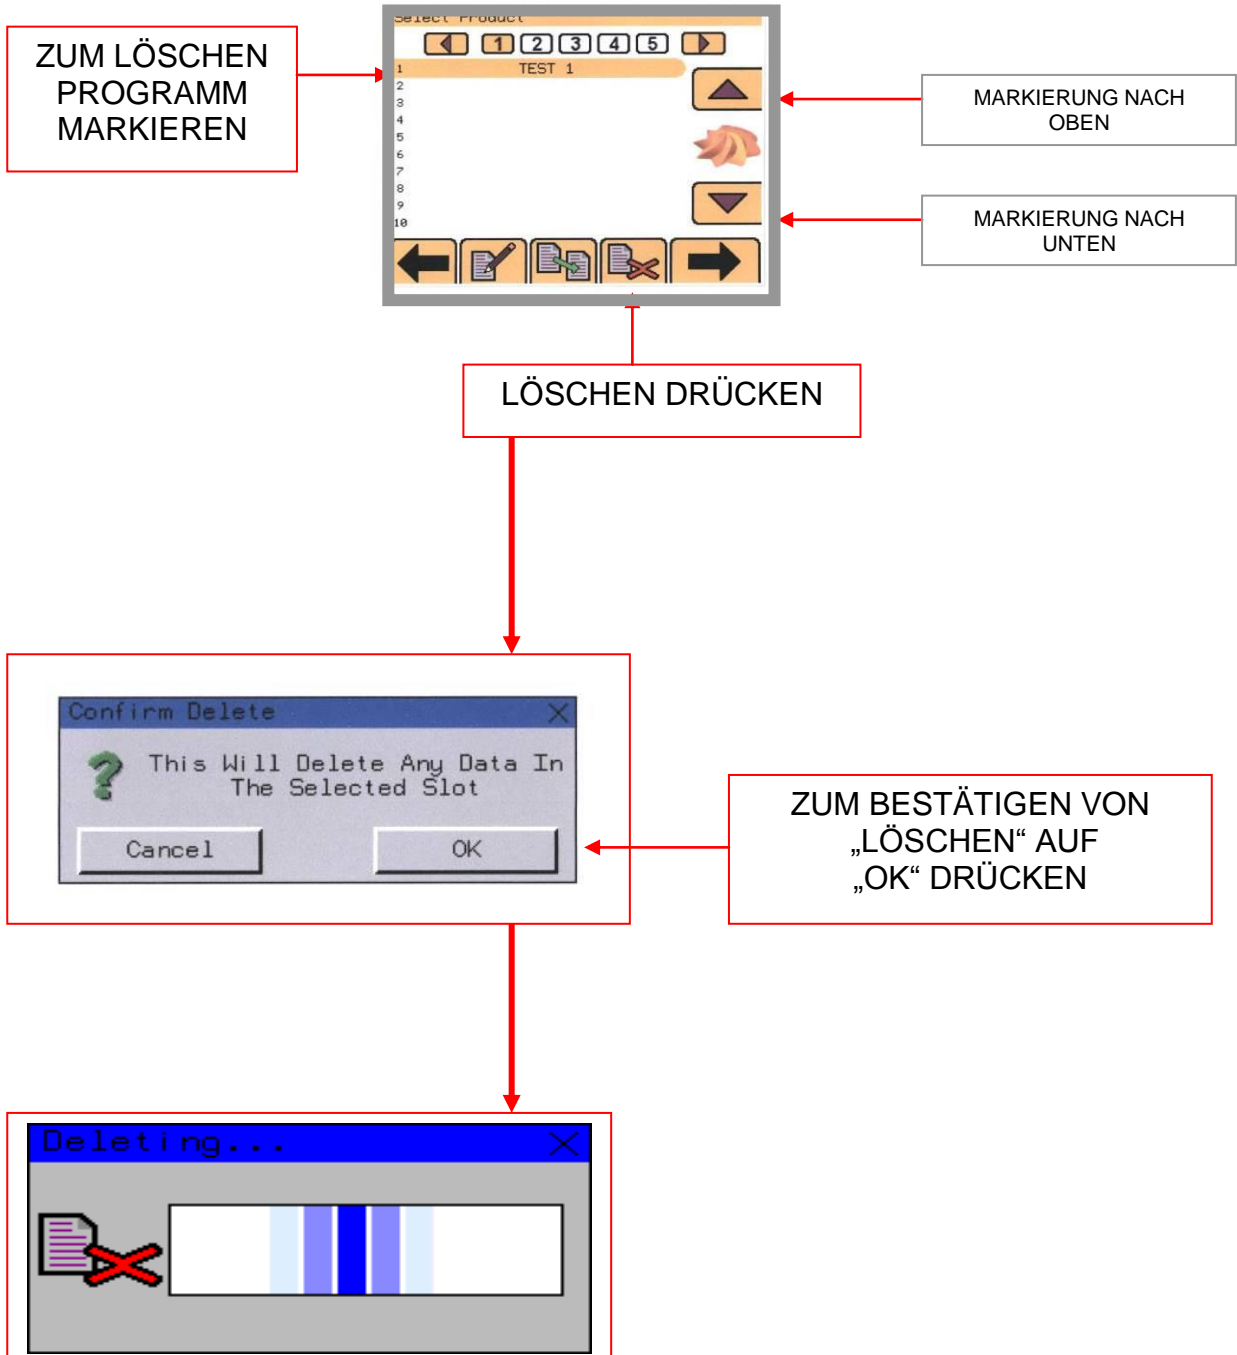 Select Product
1 2 3 4 5
ZUM LÖSCHEN
PROGRAMM
MARKIEREN
1 TEST 1
2
3
4
5
6
7
8
9
10
MARKIERUNG NACH
OBEN
MARKIERUNG NACH
UNTEN
LÖSCHEN DRÜCKEN
Confirm Delete
This Will Delete Any Data In
The Selected Slot
Cancel OK
ZUM BESTÄTIGEN VON
„LÖSCHEN“ AUF
„OK“ DRÜCKEN
Deleting...